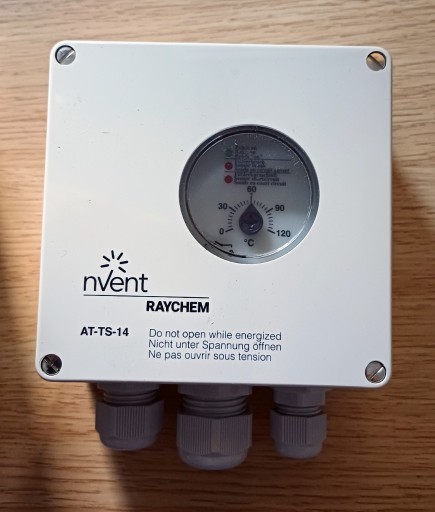 60
30
90
0
120
°C
nVent
RAYCHEM
AT-TS-14
Do not open while energized
Nicht unter Spannung öffnen
Ne pas ouvrir sous tension